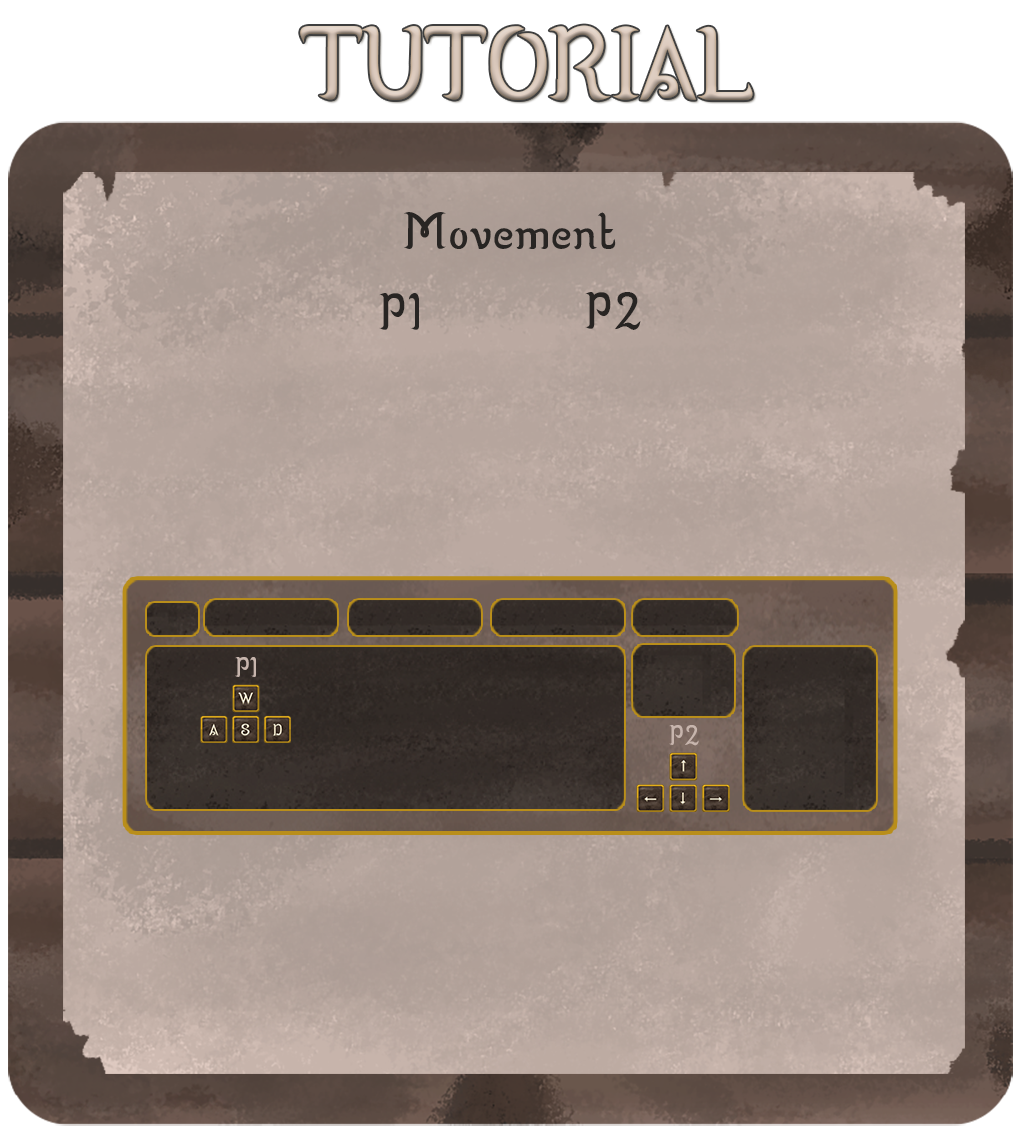 TUTORIAL
Movement
P1 P2
P1
W
A S D
P2
↑
← ↓ →